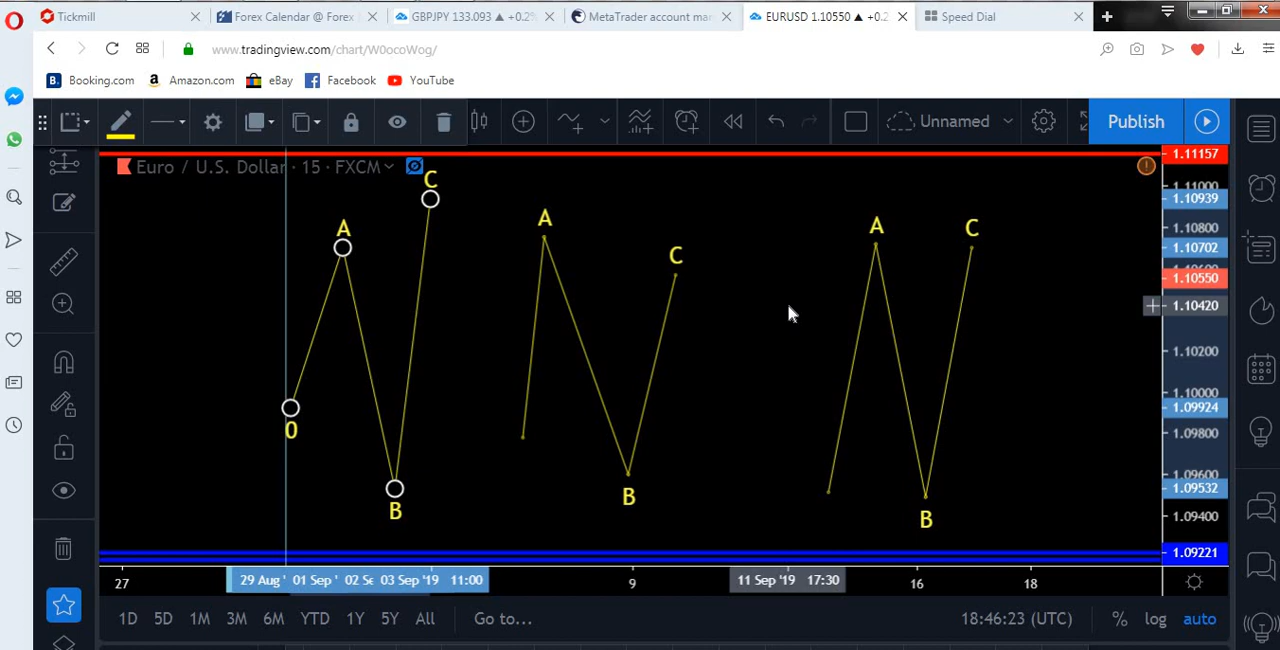 Tickmill
Forex Calendar @ Forex
GBPJPY 133.093 ▲ +0.2%
MetaTrader account mar
EURUSD 1.10550 ▲ +0.2
Speed Dial
www.tradingview.com/chart/W0ocoWog/
B. Booking.com
a Amazon.com
eBay
Facebook
YouTube
Unnamed
Publish
Euro / U.S. Dollar · 15 · FXCM
1.11157
1.11000
1.10939
1.10800
1.10702
1.10550
1.10420
1.10200
1.10000
1.09924
1.09800
1.09600
1.09532
1.09400
1.09221
A
C
0
B
A
C
B
A
C
B
27
29 Aug '
01 Sep '
02 Se
03 Sep '19 11:00
9
11 Sep '19 17:30
16
18
1D 5D 1M 3M 6M YTD 1Y 5Y All
Go to...
18:46:23 (UTC)
% log auto